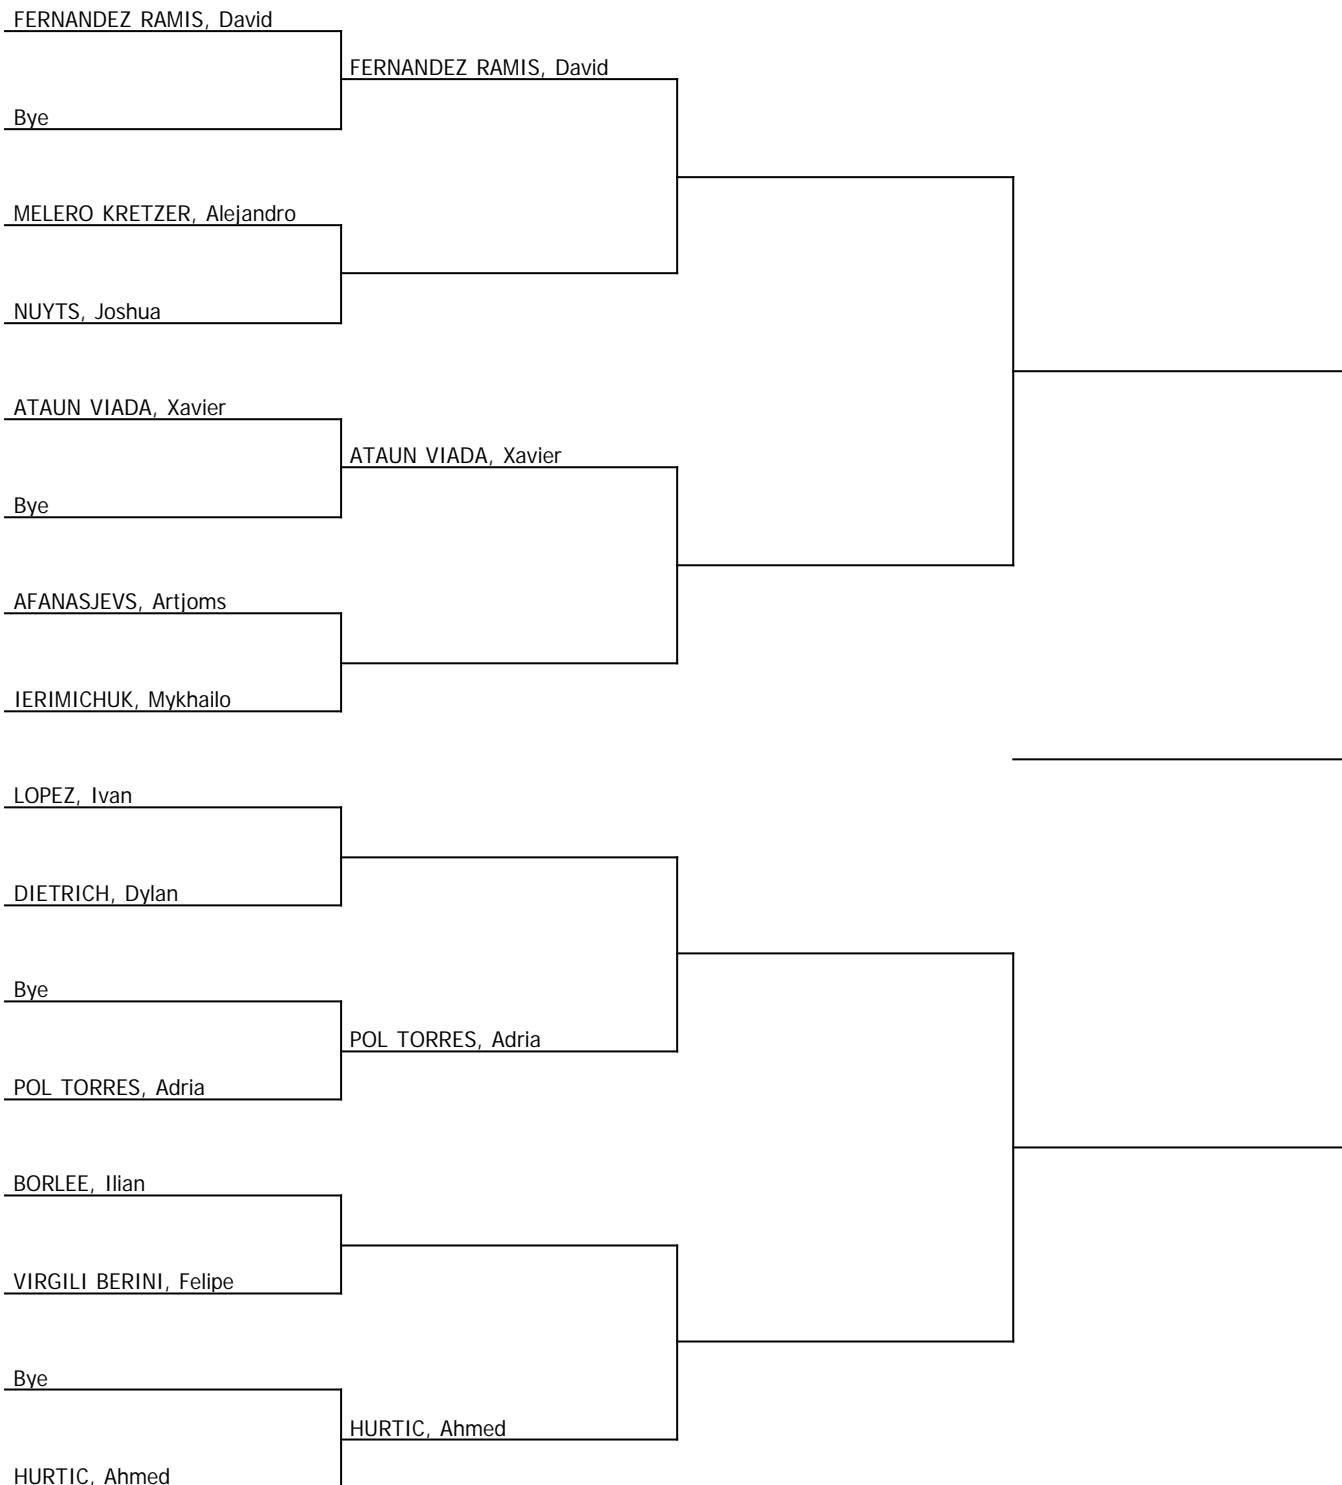 FERNANDEZ RAMIS, David
FERNANDEZ RAMIS, David
Bye
MELERO KRETZER, Alejandro
NUYTS, Joshua
ATAUN VIADA, Xavier
ATAUN VIADA, Xavier
Bye
AFANASJEVS, Artjoms
IERIMICHUK, Mykhailo
LOPEZ, Ivan
DIETRICH, Dylan
Bye
POL TORRES, Adria
POL TORRES, Adria
BORLEE, Ilian
VIRGILI BERINI, Felipe
Bye
HURTIC, Ahmed
HURTIC, Ahmed